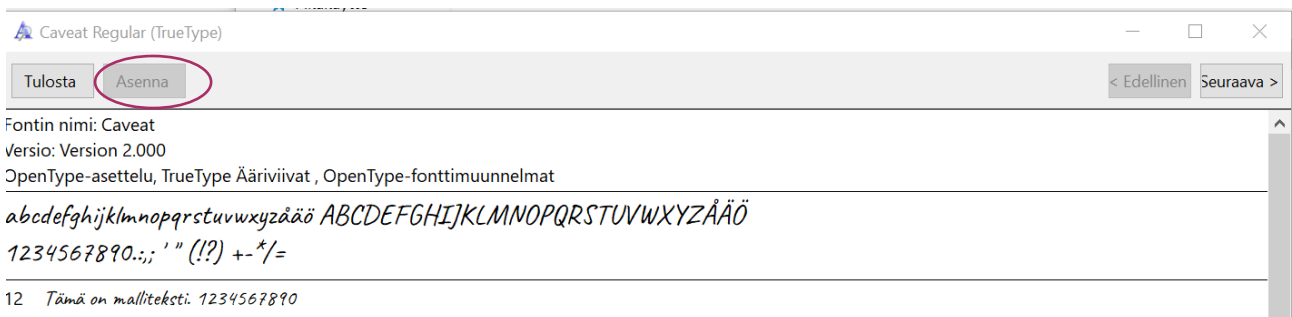 Caveat Regular (TrueType)
Tulosta Asenna < Edellinen Seuraava >
Fontin nimi: Caveat
Versio: Version 2.000
OpenType-asettelu, TrueType Ääriviivat , OpenType-fonttimuunnelmat
abcdefghijklmnopqrstuvwxyzåäö ABCDEFGHIJKLMNOPQRSTUVWXYZÅÄÖ
1234567890.:,; ' " (!?) +-*/=
12 Tämä on malliteksti. 1234567890